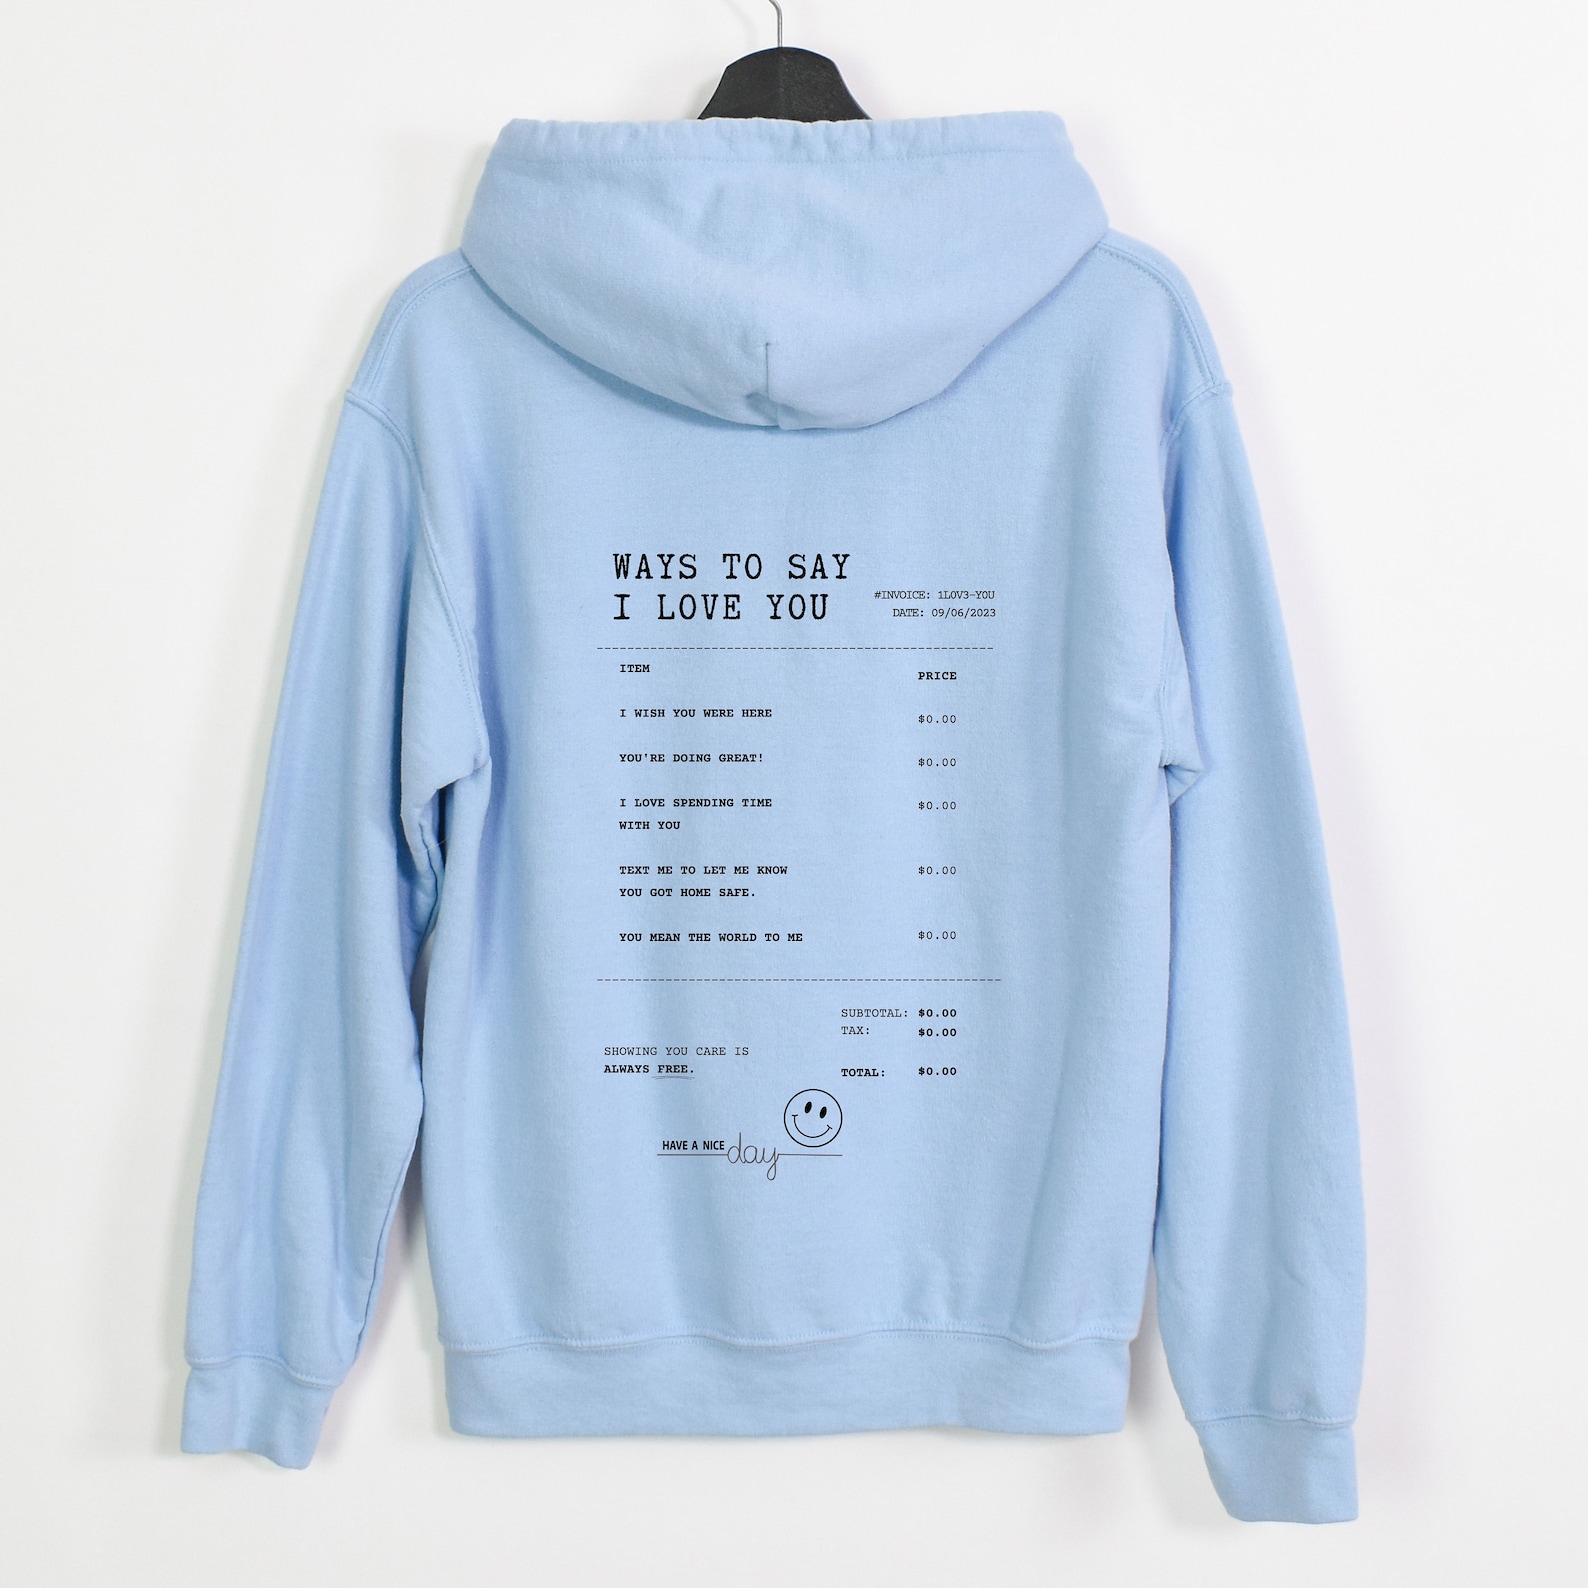 WAYS TO SAY
I LOVE YOU
#INVOICE: 1L0V3-Y0U
DATE: 09/06/2023
ITEM PRICE
I WISH YOU WERE HERE $0.00
YOU'RE DOING GREAT! $0.00
I LOVE SPENDING TIME $0.00
WITH YOU
TEXT ME TO LET ME KNOW $0.00
YOU GOT HOME SAFE.
YOU MEAN THE WORLD TO ME $0.00
SUBTOTAL: $0.00
TAX: $0.00
SHOWING YOU CARE IS
ALWAYS FREE.
TOTAL: $0.00
HAVE A NICE day